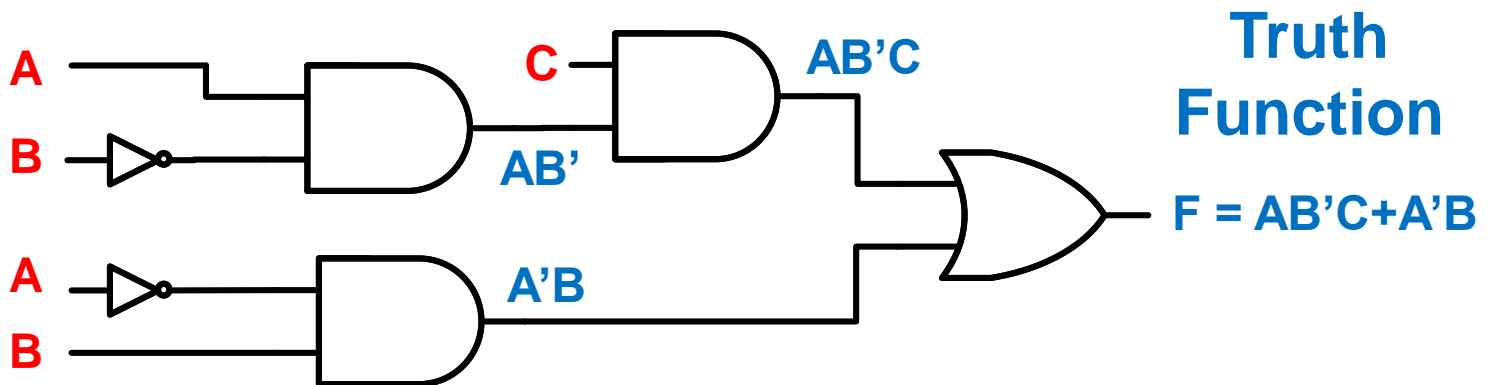 A
B
C
AB’
AB’C
A
B
A’B
Truth
Function
F = AB’C+A’B